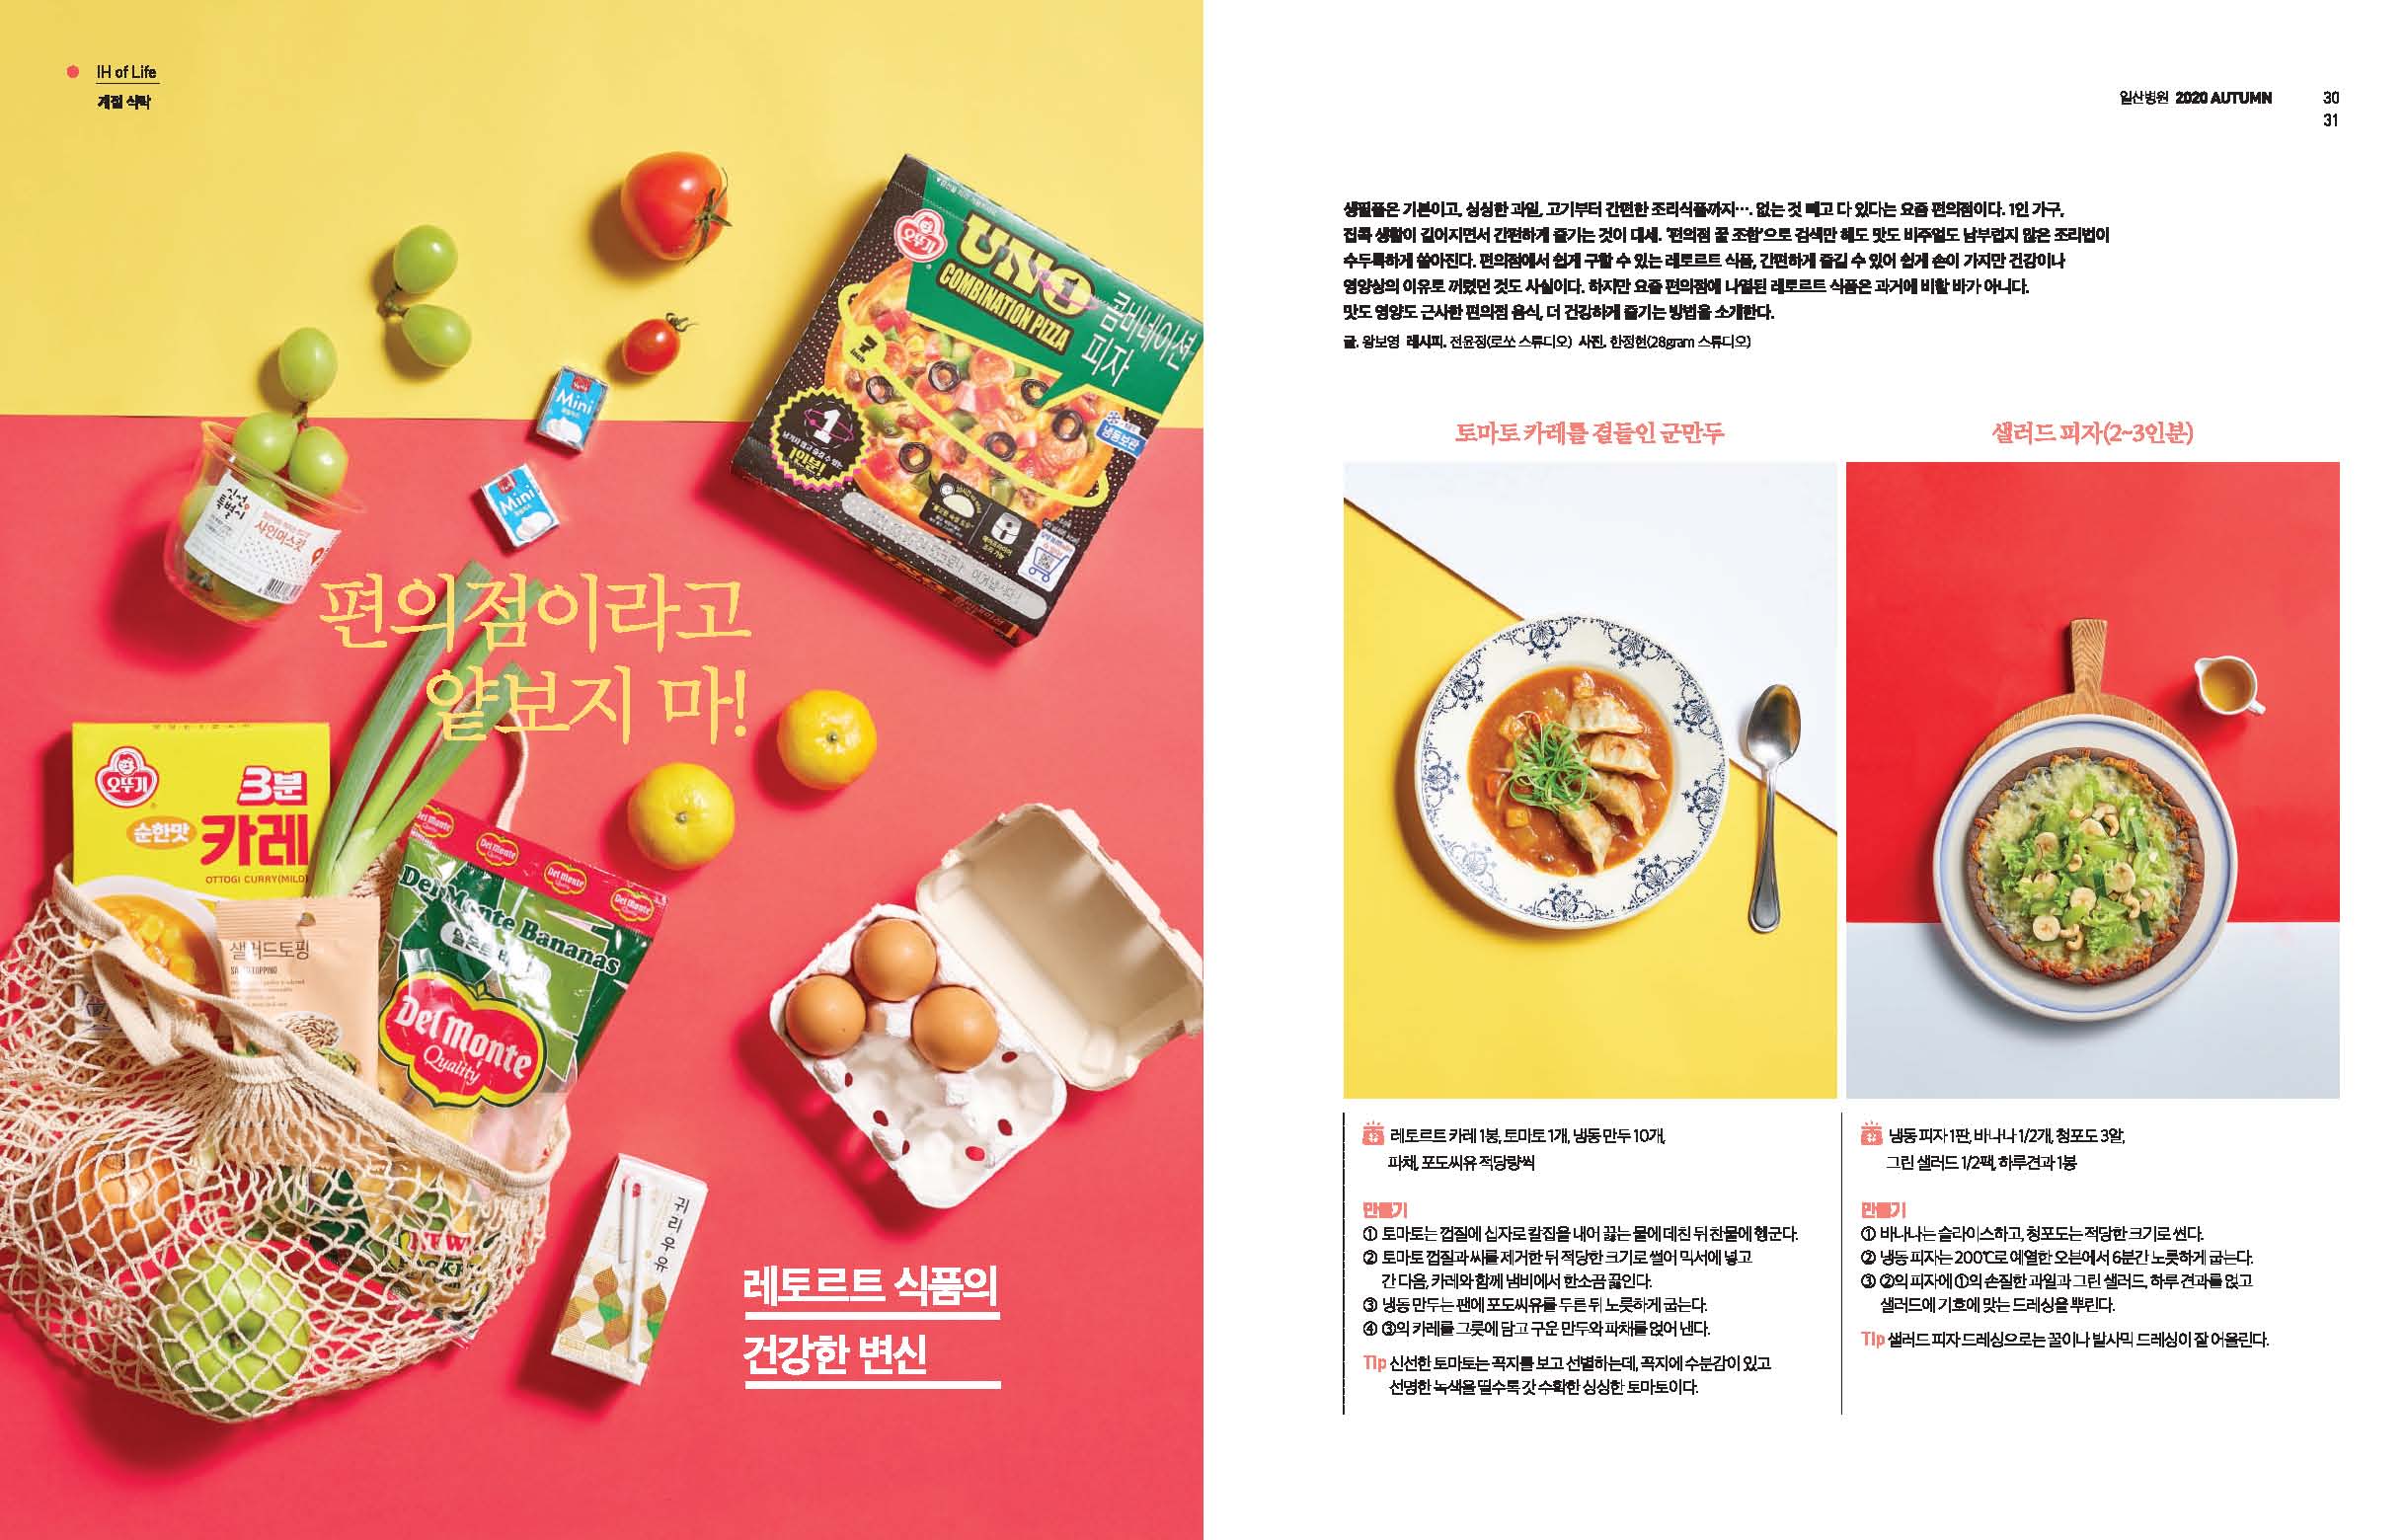 IH of Life
계절 식탁
편의점이라고
얕보지 마!
레토르트 식품의
건강한 변신
오뚜기
UNO
COMBINATION PIZZA
콤비네이션
피자
7
inch
1
1인분!
냉동보관
Mini
Mini
신선
특별시
샤인머스캣
오뚜기
3분
순한맛
카레
OTTOGI CURRY(MILD)
샐러드토핑
Del Monte
Del Monte
Del Monte
Del Monte
Del Monte Bananas
Del Monte
Quality
귀리우유
일산병원 2020 AUTUMN
30
31
생필품은 기본이고, 싱싱한 과일, 고기부터 간편한 조리식품까지…. 없는 것 빼고 다 있다는 요즘 편의점이다. 1인 가구,
집콕 생활이 길어지면서 간편하게 즐기는 것이 대세. '편의점 꿀 조합'으로 검색만 해도 맛도 비주얼도 남부럽지 않은 조리법이
수두룩하게 쏟아진다. 편의점에서 쉽게 구할 수 있는 레토르트 식품, 간편하게 즐길 수 있어 쉽게 손이 가지만 건강이나
영양상의 이유로 꺼렸던 것도 사실이다. 하지만 요즘 편의점에 나열된 레토르트 식품은 과거에 비할 바가 아니다.
맛도 영양도 근사한 편의점 음식, 더 건강하게 즐기는 방법을 소개한다.
글. 왕보영 레시피. 전윤정(로쏘 스튜디오) 사진. 한정현(28gram 스튜디오)
토마토 카레를 곁들인 군만두
레토르트 카레 1봉, 토마토 1개, 냉동 만두 10개,
파채, 포도씨유 적당량씩
만들기
① 토마토는 껍질에 십자로 칼집을 내어 끓는 물에 데친 뒤 찬물에 헹군다.
② 토마토 껍질과 씨를 제거한 뒤 적당한 크기로 썰어 믹서에 넣고
간 다음, 카레와 함께 냄비에서 한소끔 끓인다.
③ 냉동 만두는 팬에 포도씨유를 두른 뒤 노릇하게 굽는다.
④ ③의 카레를 그릇에 담고 구운 만두와 파채를 얹어 낸다.
Tip 신선한 토마토는 꼭지를 보고 선별하는데, 꼭지에 수분감이 있고
선명한 녹색을 띨수록 갓 수확한 싱싱한 토마토이다.
샐러드 피자(2~3인분)
냉동 피자 1판, 바나나 1/2개, 청포도 3알,
그린 샐러드 1/2팩, 하루견과 1봉
만들기
① 바나나는 슬라이스하고, 청포도는 적당한 크기로 썬다.
② 냉동 피자는 200℃로 예열한 오븐에서 6분간 노릇하게 굽는다.
③ ②의 피자에 ①의 손질한 과일과 그린 샐러드, 하루 견과를 얹고
샐러드에 기호에 맞는 드레싱을 뿌린다.
Tip 샐러드 피자 드레싱으로는 꿀이나 발사믹 드레싱이 잘 어울린다.